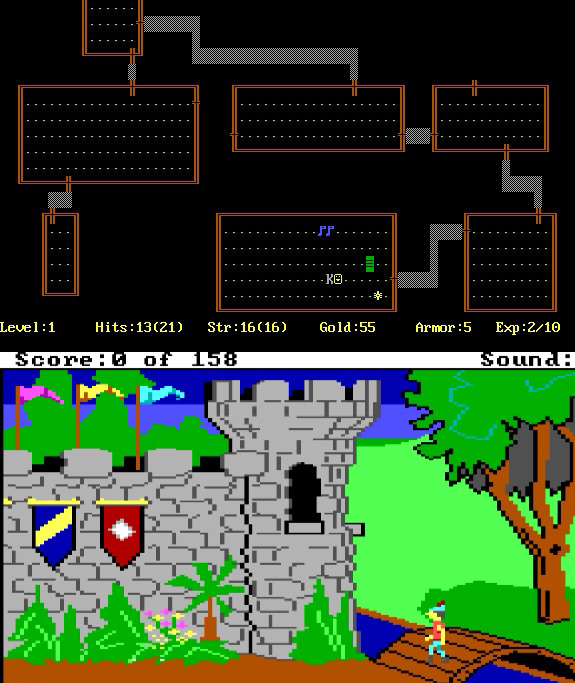 K
Level:1 Hits:13(21) Str:16(16) Gold:55 Armor:5 Exp:2/10
Score:0 of 158 Sound: